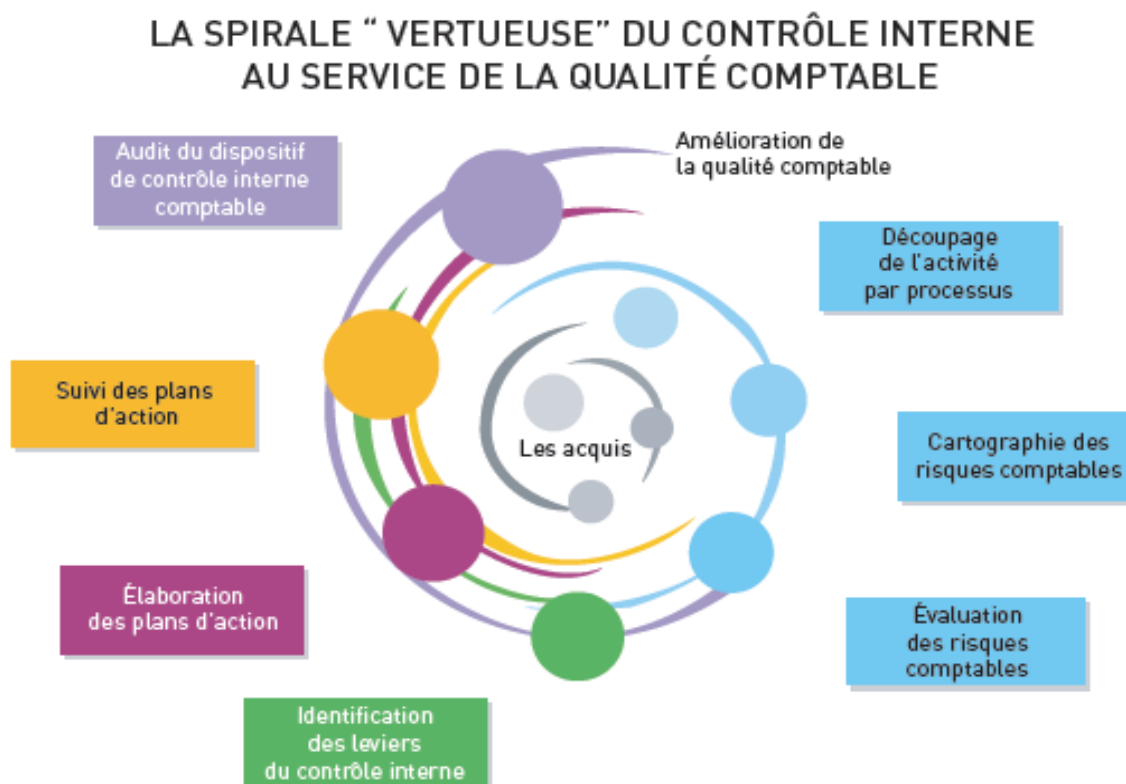 LA SPIRALE “ VERTUEUSE” DU CONTRÔLE INTERNE
AU SERVICE DE LA QUALITÉ COMPTABLE
Audit du dispositif
de contrôle interne
comptable
Amélioration de
la qualité comptable
Découpage
de l'activité
par processus
Suivi des plans
d'action
Les acquis
Cartographie des
risques comptables
Élaboration
des plans d'action
Évaluation
des risques
comptables
Identification
des leviers
du contrôle interne